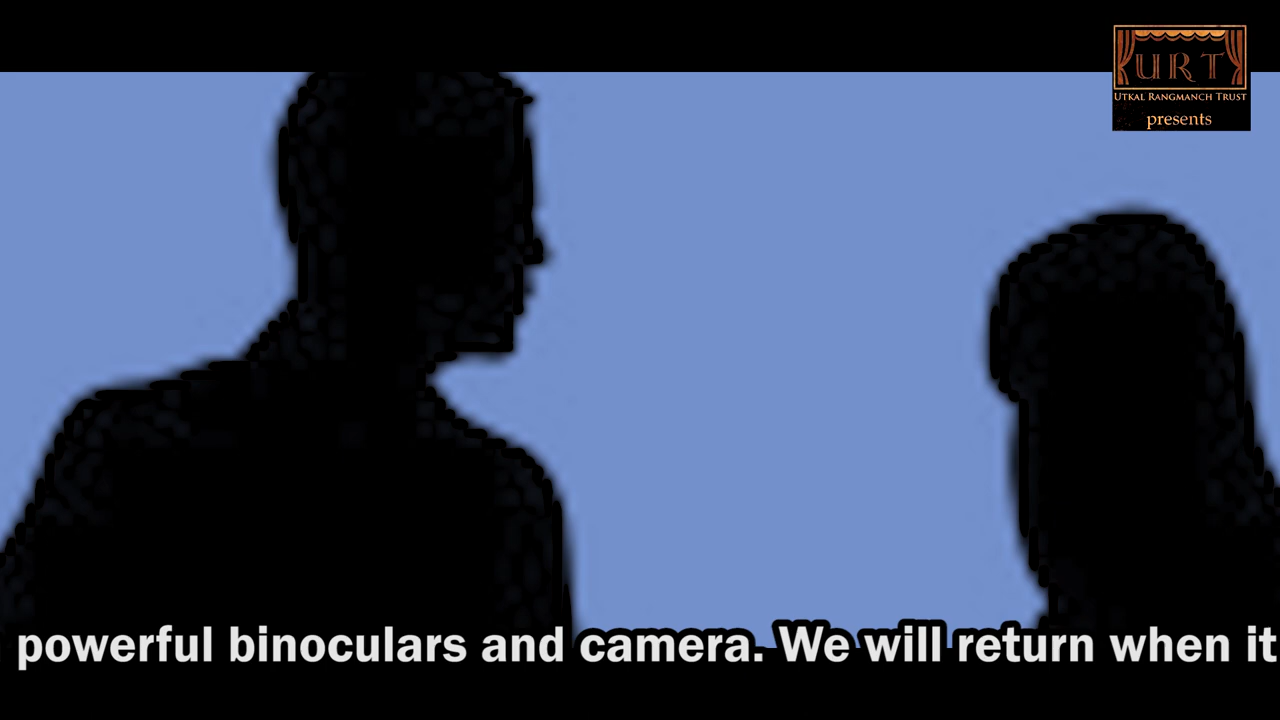 URT
UTKAL RANGMANCH TRUST
presents
powerful binoculars and camera. We will return when it